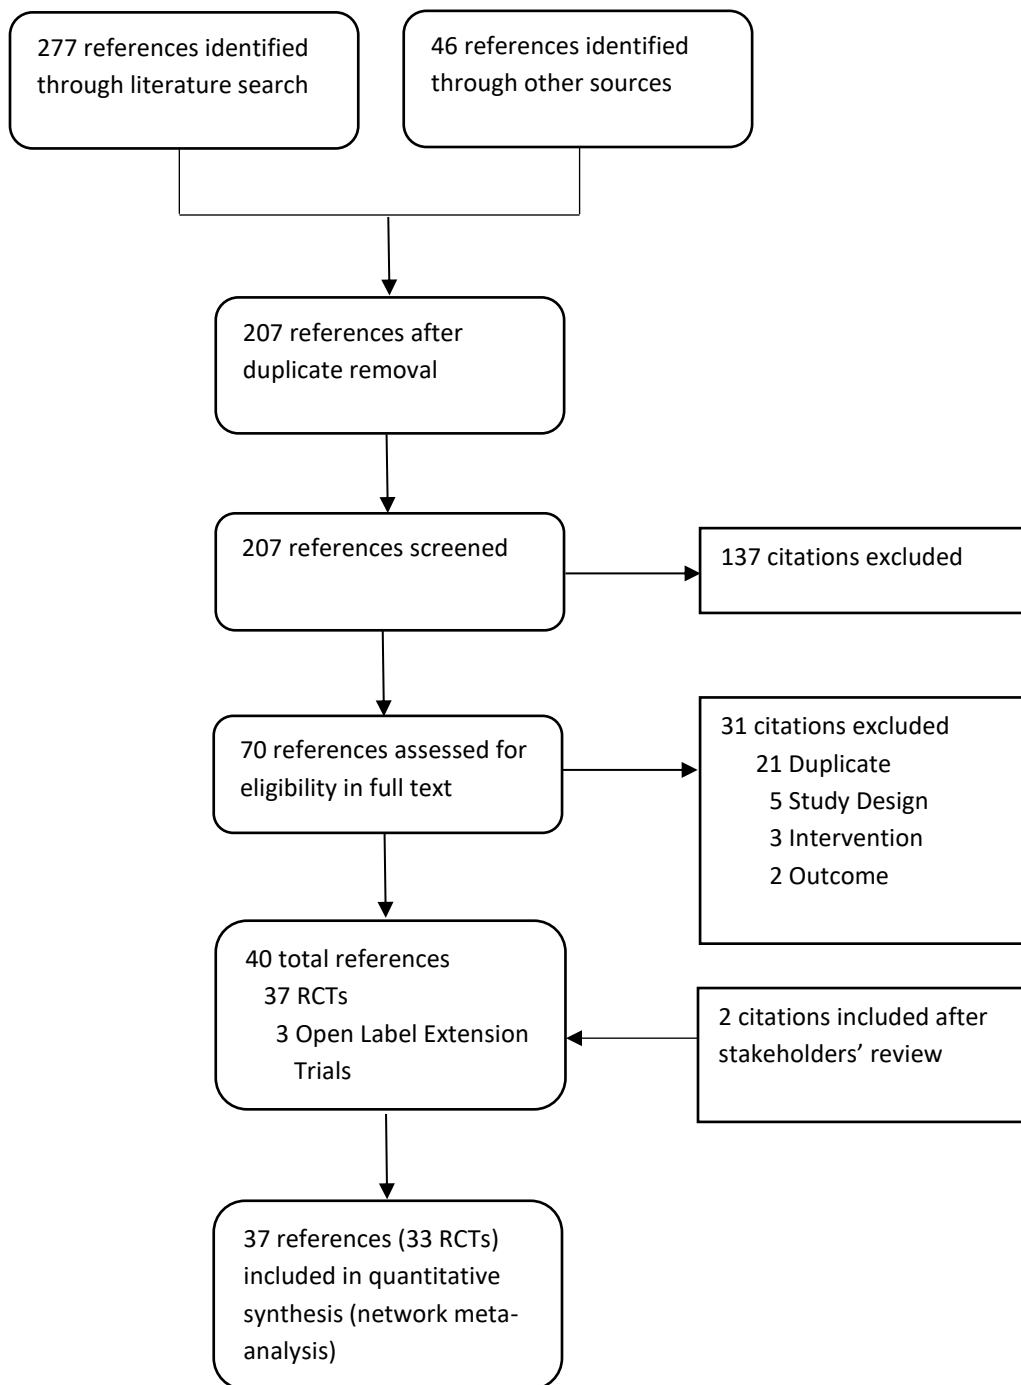 277 references identified
through literature search
46 references identified
through other sources
207 references after
duplicate removal
207 references screened
137 citations excluded
70 references assessed for
eligibility in full text
31 citations excluded
21 Duplicate
5 Study Design
3 Intervention
2 Outcome
40 total references
37 RCTs
3 Open Label Extension
Trials
2 citations included after
stakeholders’ review
37 references (33 RCTs)
included in quantitative
synthesis (network meta-
analysis)